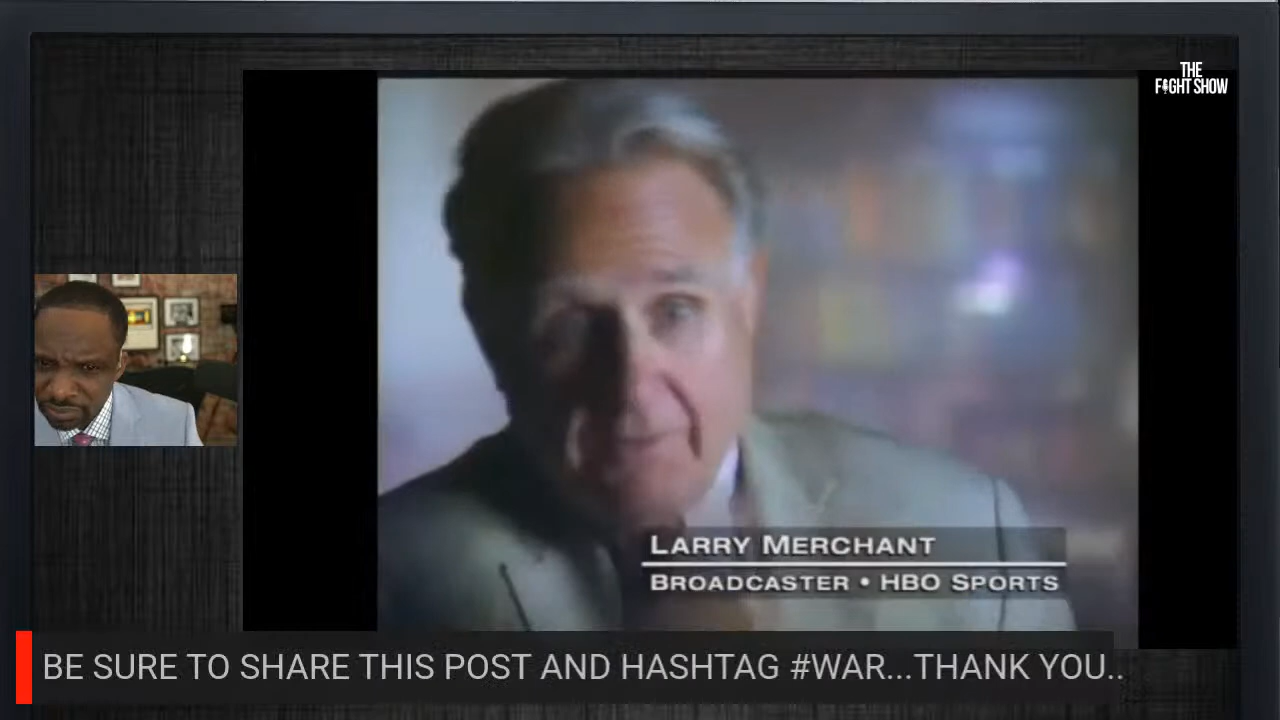 THE
FIGHT SHOW
LARRY MERCHANT
BROADCASTER • HBO SPORTS
BE SURE TO SHARE THIS POST AND HASHTAG #WAR...THANK YOU..